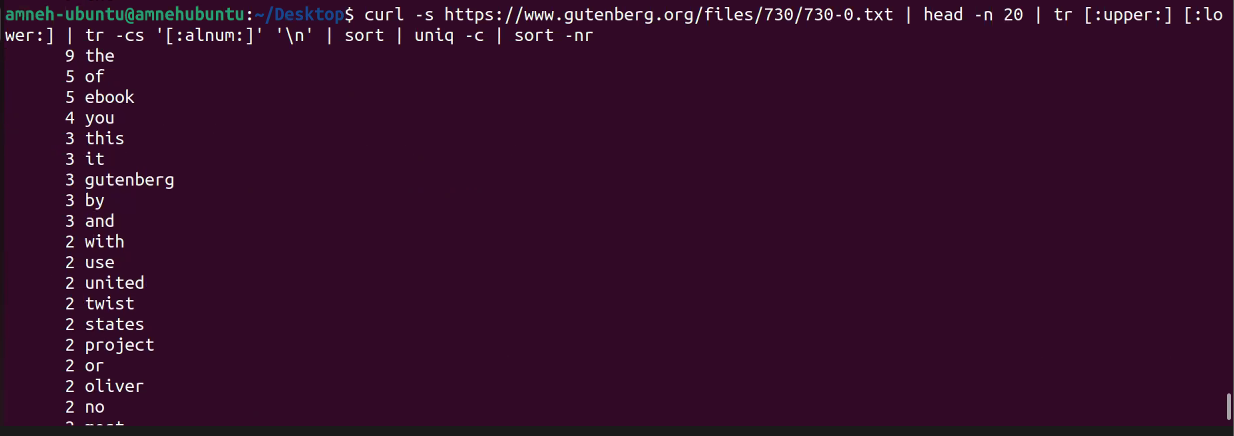 amneh-ubuntu@amnehubuntu:~/Desktop$ curl -s https://www.gutenberg.org/files/730/730-0.txt | head -n 20 | tr [:upper:] [:lo
wer:] | tr -cs '[:alnum:]' '\n' | sort | uniq -c | sort -nr
9 the
5 of
5 ebook
4 you
3 this
3 it
3 gutenberg
3 by
3 and
2 with
2 use
2 united
2 twist
2 states
2 project
2 or
2 oliver
2 no